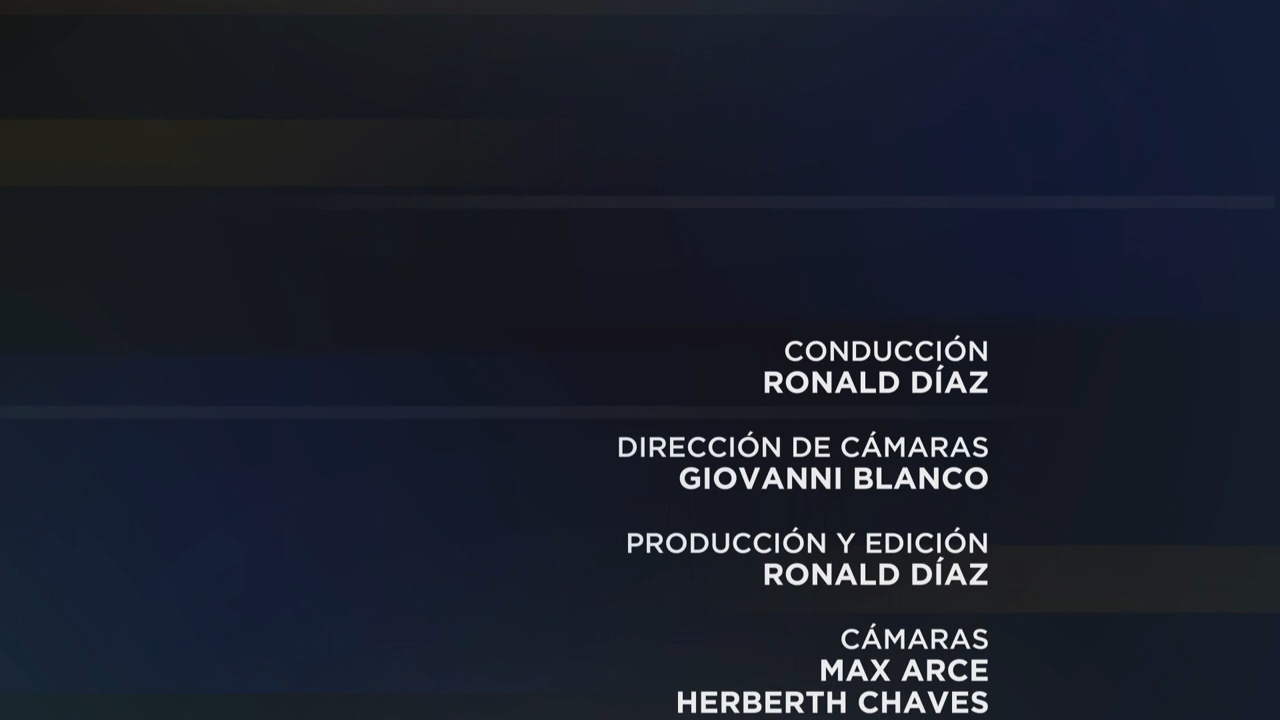 CONDUCCIÓN
RONALD DÍAZ
DIRECCIÓN DE CÁMARAS
GIOVANNI BLANCO
PRODUCCIÓN Y EDICIÓN
RONALD DÍAZ
CÁMARAS
MAX ARCE
HERBERTH CHAVES